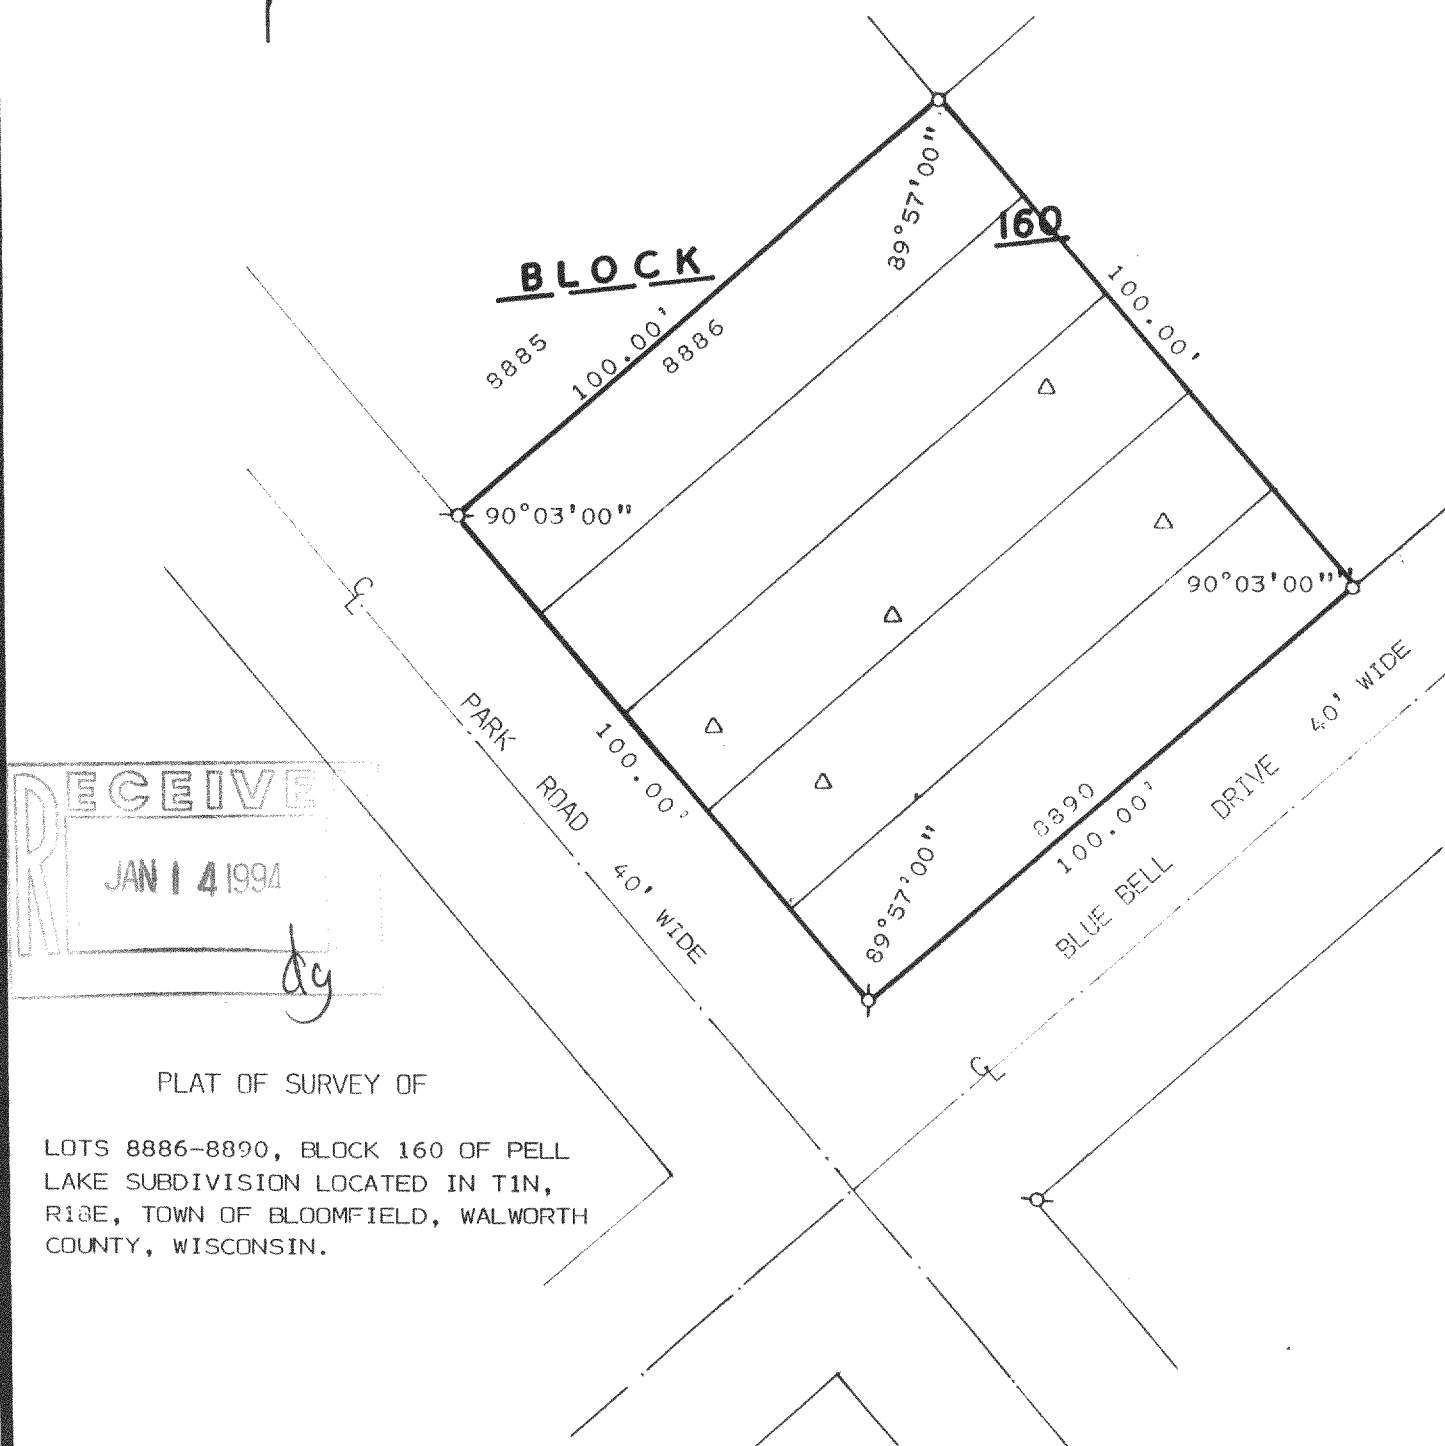 BLOCK
160
8885
100.00'
8886
89°57'00"
100.00'
90°03'00"
90°03'00"
C
L
PARK ROAD 40' WIDE
100.00'
8890
100.00'
89°57'00"
BLUE BELL DRIVE 40' WIDE
C
L
RECEIVE
JAN 14 1994
dg
PLAT OF SURVEY OF
LOTS 8886-8890, BLOCK 160 OF PELL
LAKE SUBDIVISION LOCATED IN T1N,
R18E, TOWN OF BLOOMFIELD, WALWORTH
COUNTY, WISCONSIN.